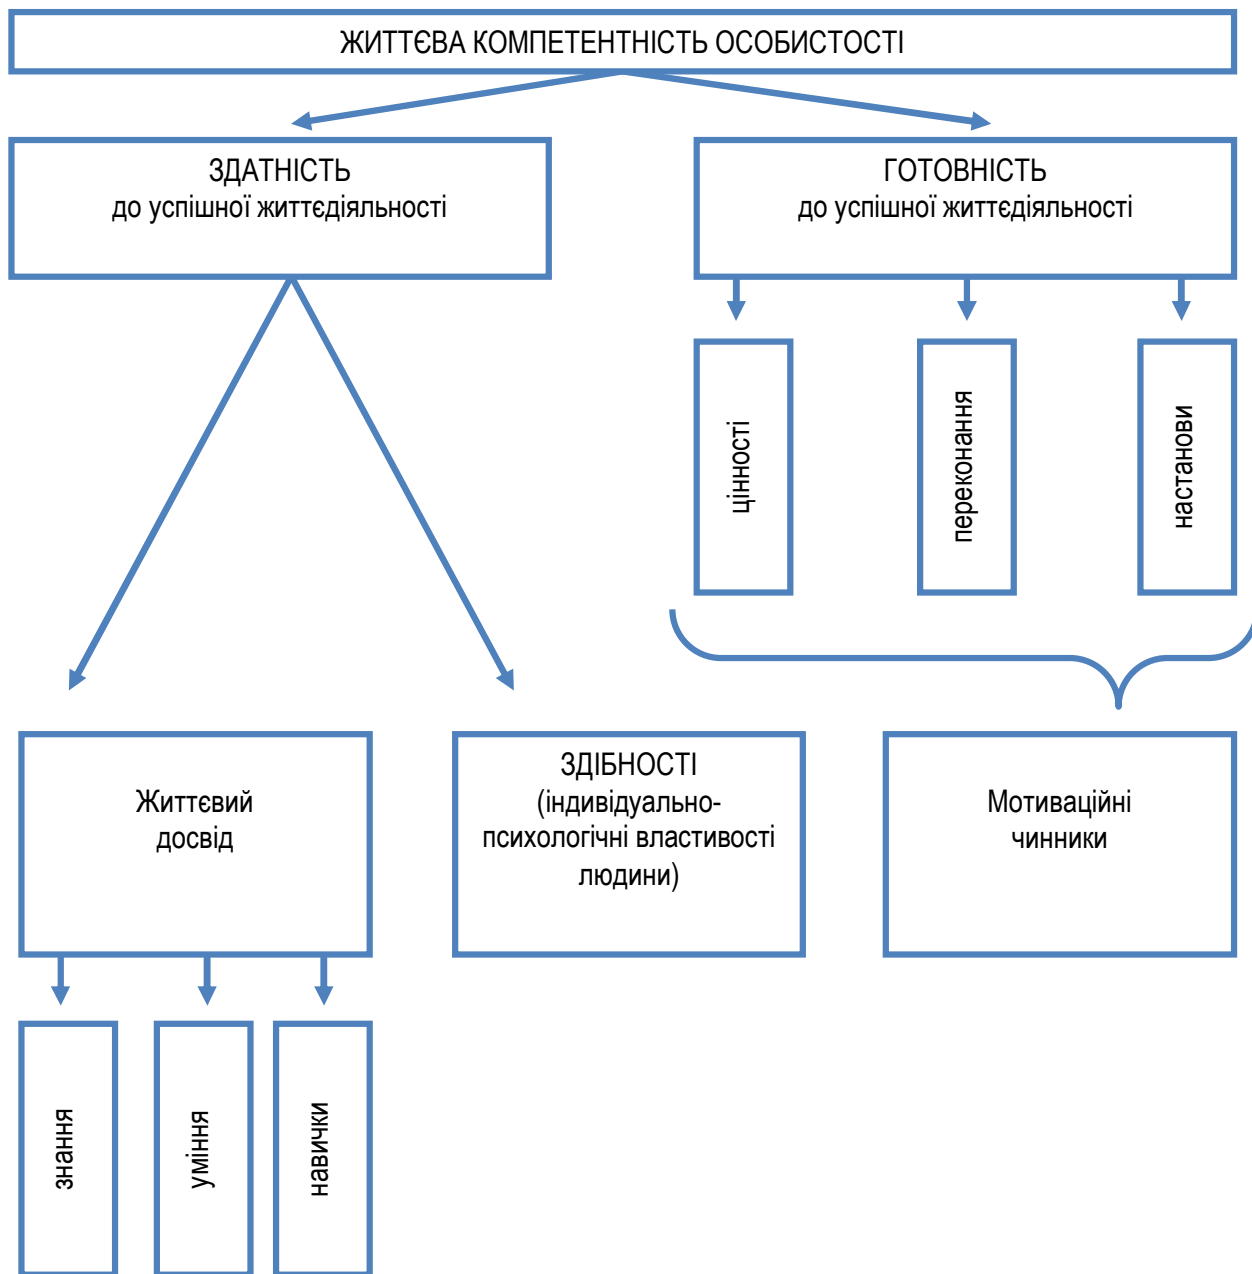 ЖИТТЄВА КОМПЕТЕНТНІСТЬ ОСОБИСТОСТІ
ЗДАТНІСТЬ
до успішної життєдіяльності
ГОТОВНІСТЬ
до успішної життєдіяльності
цінності
переконання
настанови
Життєвий
досвід
ЗДІБНОСТІ
(індивідуально-
психологічні властивості
людини)
Мотиваційні
чинники
знання
уміння
навички